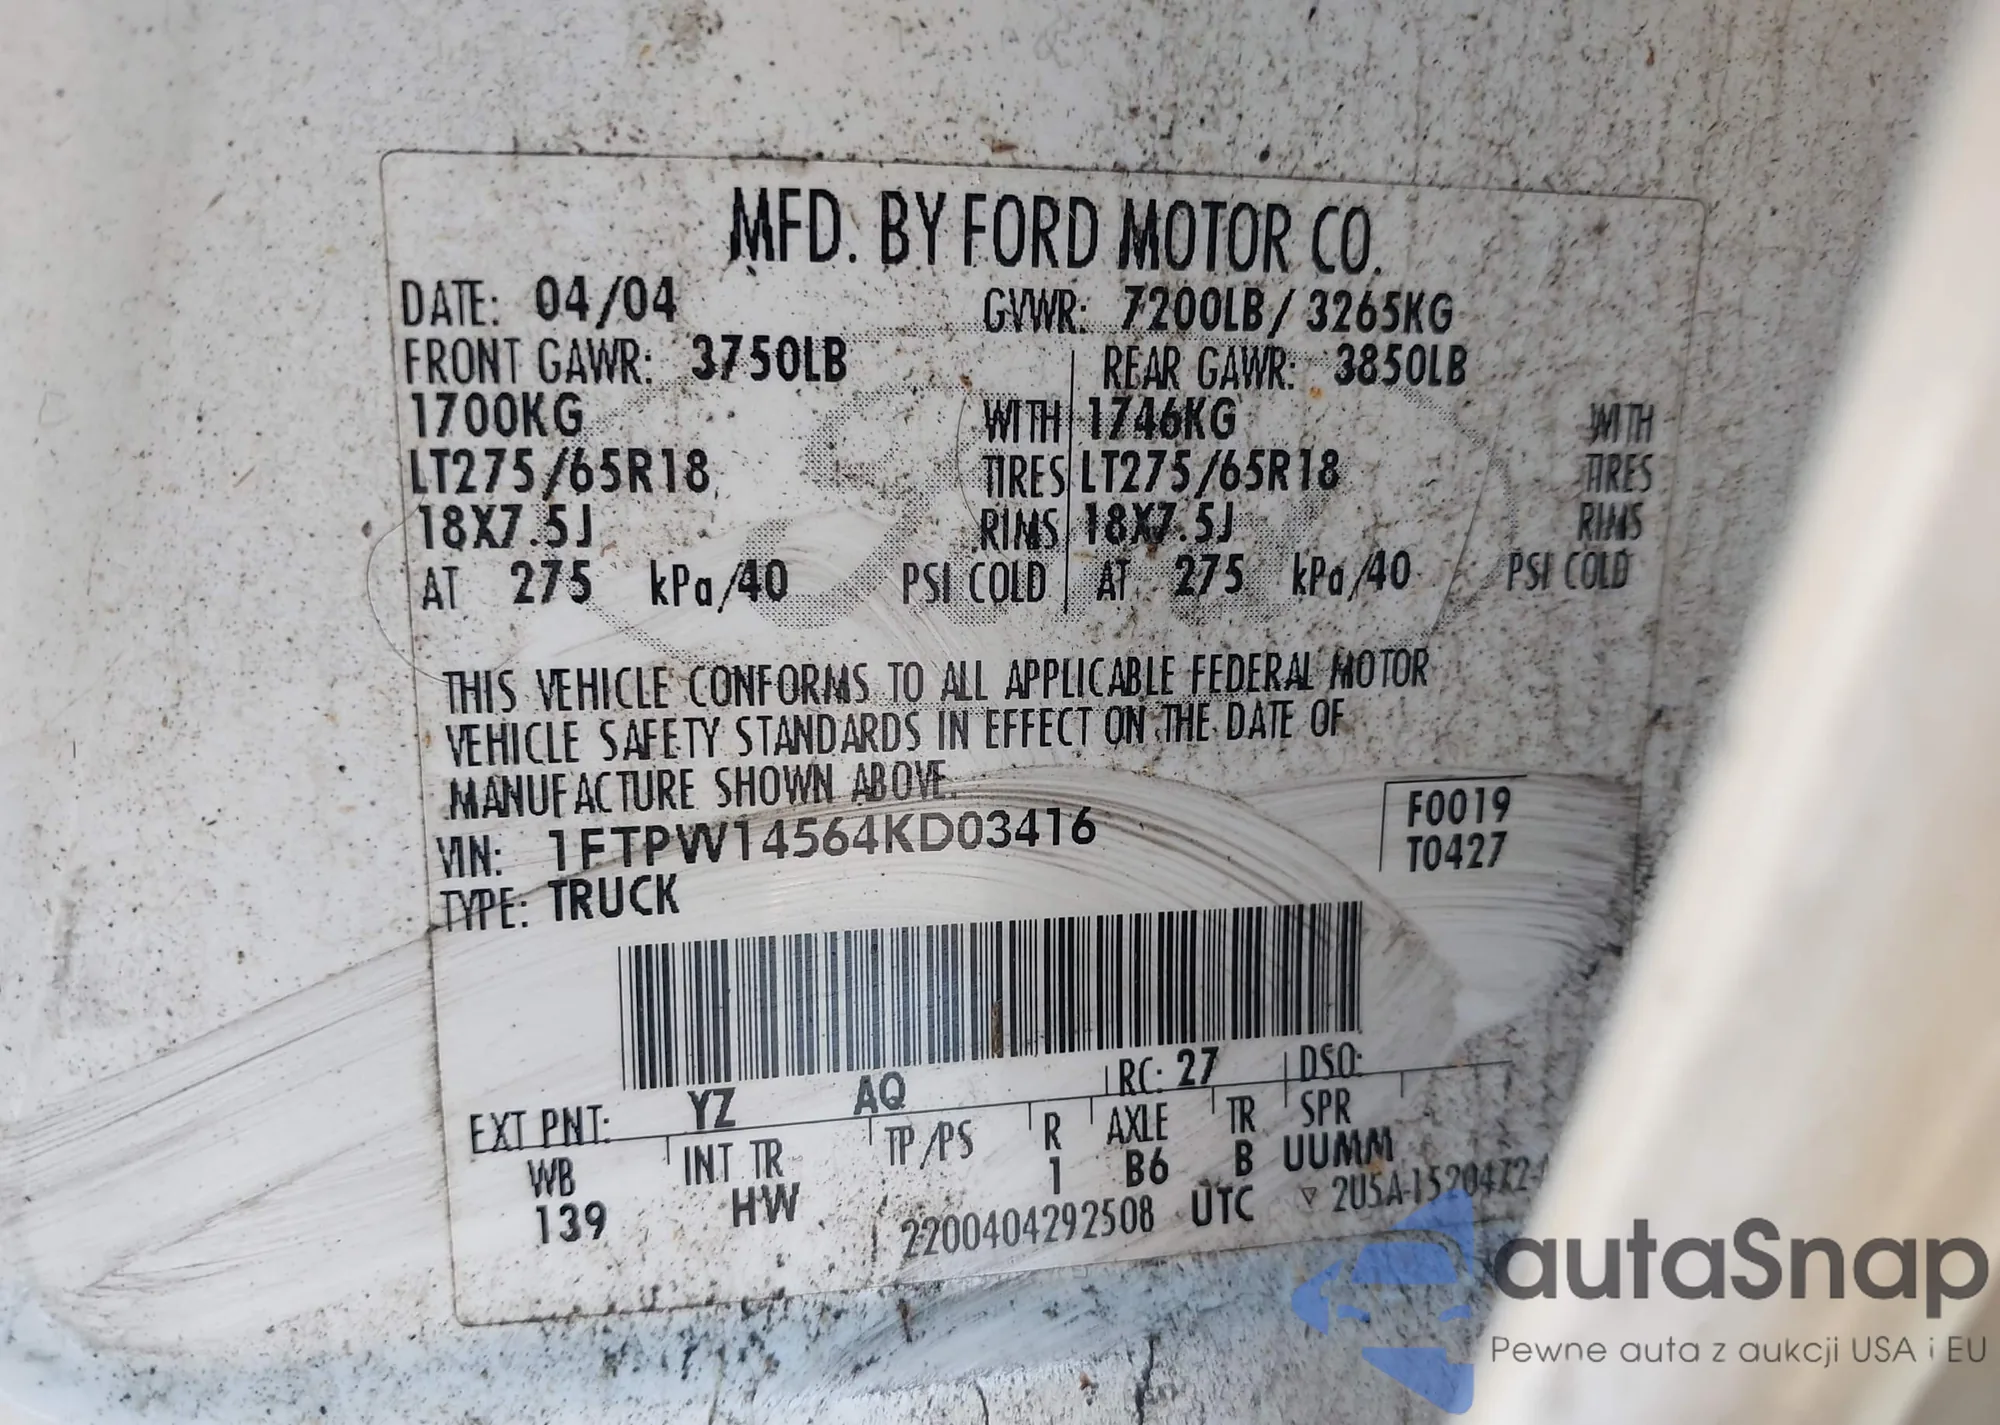 MFD. BY FORD MOTOR CO.
DATE: 04/04 GVWR: 7200LB/ 3265KG
FRONT GAWR: 3750LB REAR GAWR: 3850LB
1700KG WITH 1746KG WITH
LT275/65R18 TIRES LT275/65R18 TIRES
18X7.5J RIMS 18X7.5J RIMS
AT 275 kPa/40 PSI COLD AT 275 kPa/40 PSI COLD
THIS VEHICLE CONFORMS TO ALL APPLICABLE FEDERAL MOTOR
VEHICLE SAFETY STANDARDS IN EFFECT ON THE DATE OF
MANUFACTURE SHOWN ABOVE.
VIN: 1FTPW14564KD03416
F0019
T0427
TYPE: TRUCK
EXT PNT: YZ AQ RC: 27 DSO:
WB INT TR TP/PS R AXLE TR SPR
139 HW 1 B6 B UUMM
2200404292508 UTC
autaSnap
Pewne auta z aukcji USA i EU